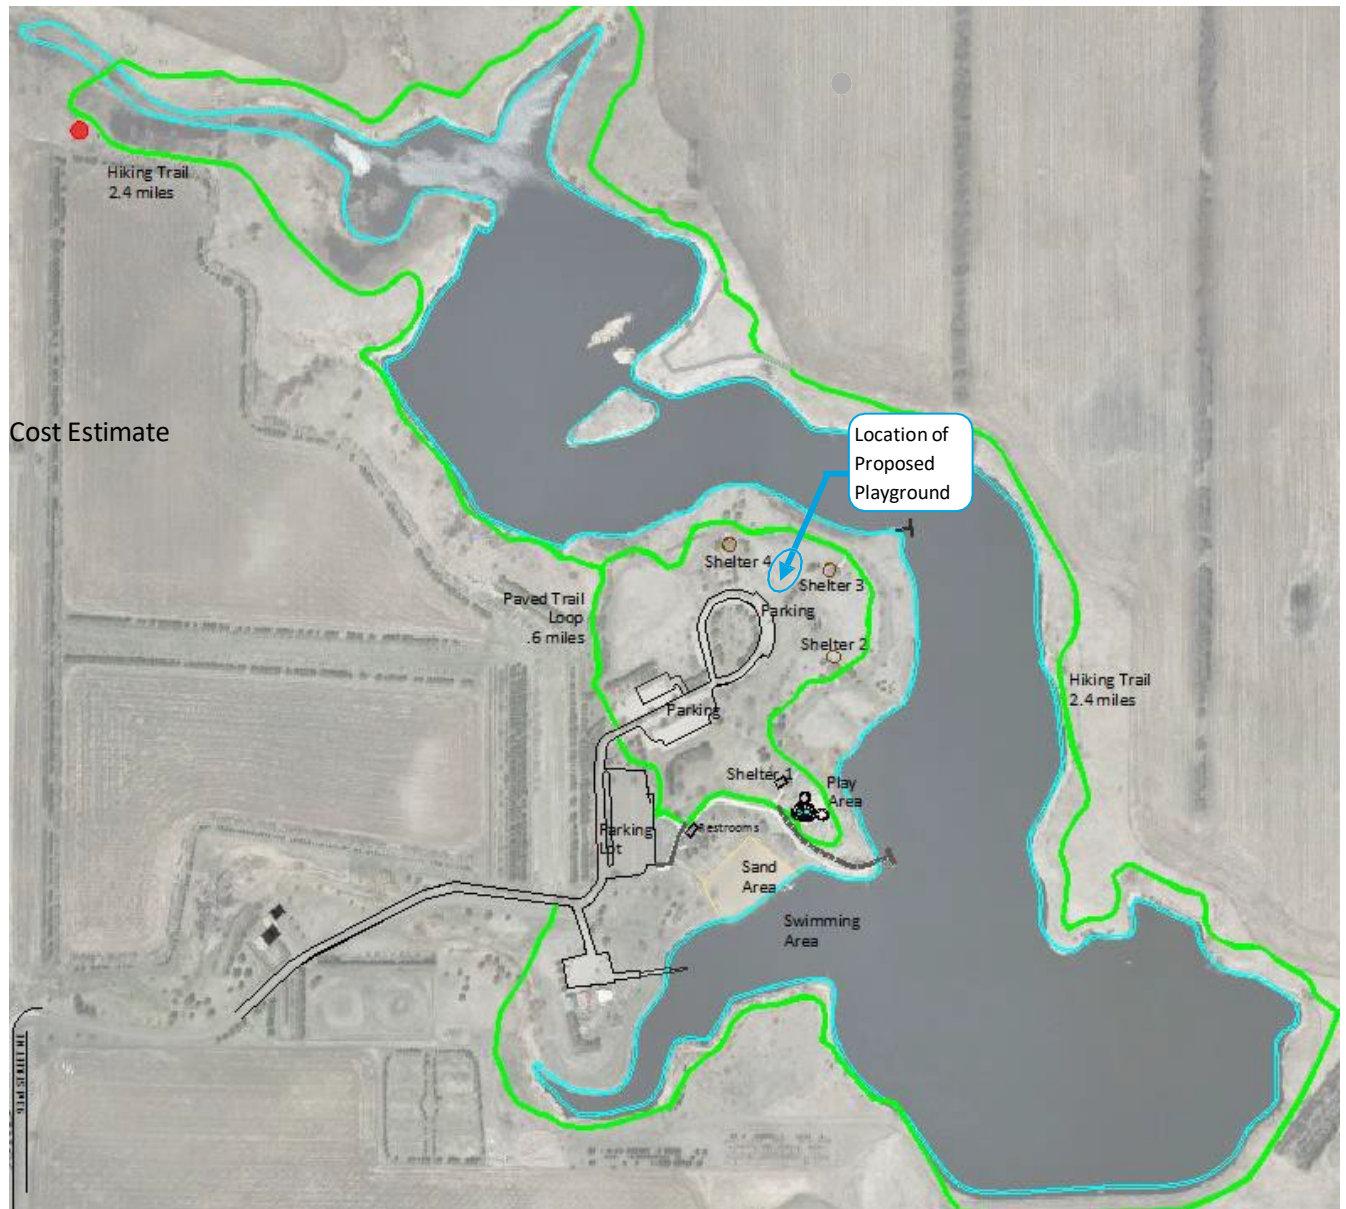 Hiking Trail
2.4 miles
Cost Estimate
Location of
Proposed
Playground
Shelter 4
Shelter 3
Paved Trail
Loop
.6 miles
Parking
Shelter 2
Hiking Trail
2.4 miles
Parking
Shelter 1
Play
Area
Parking
Lot
Restrooms
Sand
Area
Swimming
Area